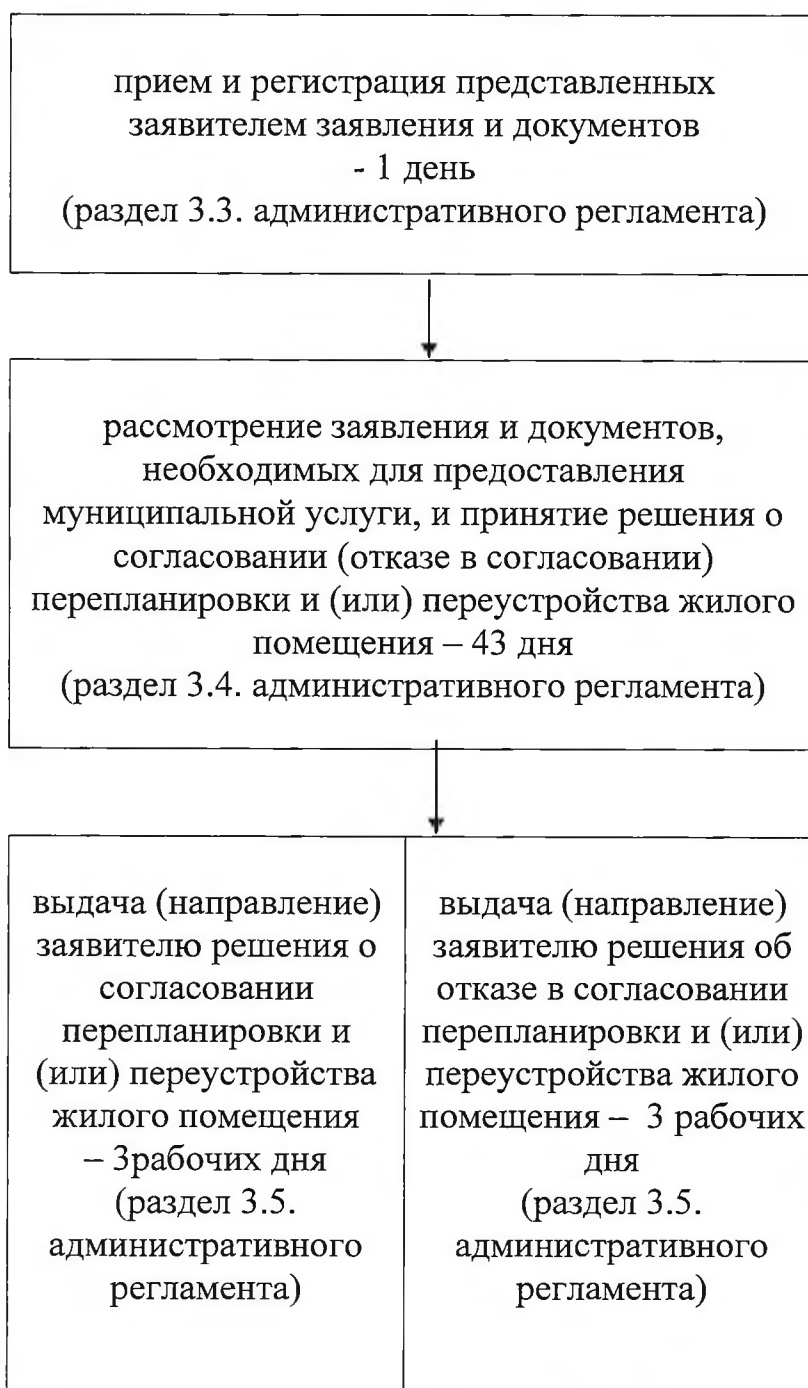 прием и регистрация представленных
заявителем заявления и документов
- 1 день
(раздел 3.3. административного регламента)
рассмотрение заявления и документов,
необходимых для предоставления
муниципальной услуги, и принятие решения о
согласовании (отказе в согласовании)
перепланировки и (или) переустройства жилого
помещения – 43 дня
(раздел 3.4. административного регламента)
выдача (направление)
заявителю решения о
согласовании
перепланировки и
(или) переустройства
жилого помещения
– 3рабочих дня
(раздел 3.5.
административного
регламента)
выдача (направление)
заявителю решения об
отказе в согласовании
перепланировки и (или)
переустройства жилого
помещения – 3 рабочих
дня
(раздел 3.5.
административного
регламента)